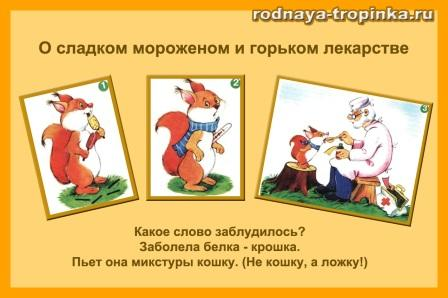 rodnaya-tropinka.ru
О сладком мороженом и горьком лекарстве
1
2
3
Какое слово заблудилось?
Заболела белка - крошка.
Пьет она микстуры кошку. (Не кошку, а ложку!)